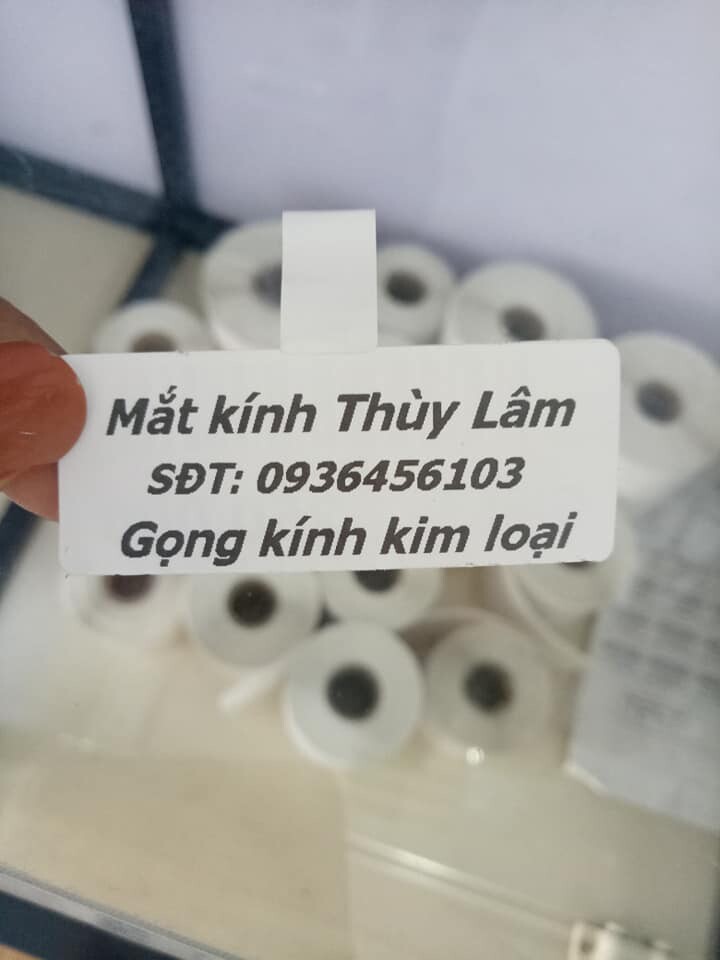 Mắt kính Thùy Lâm
SĐT: 0936456103
Gọng kính kim loại